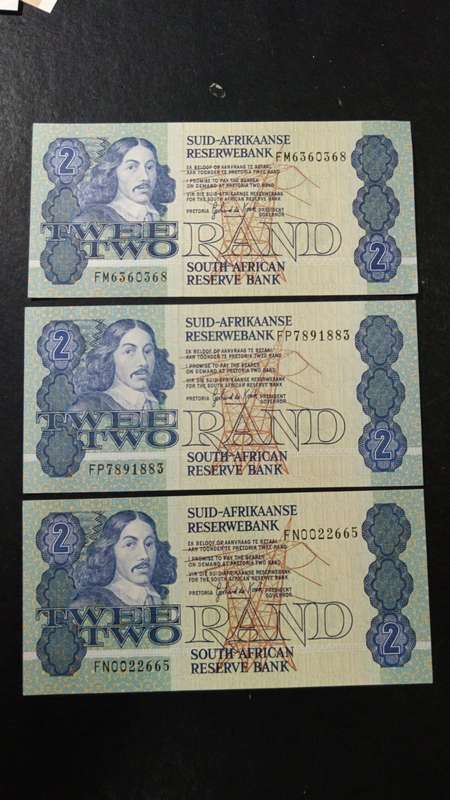 2
SUID-AFRIKAANSE
RESERWEBANK FM6360368
EK BELOOF OM AANVRAAG TE BETAAL
AAN TOONDER TE PRETORIA TWEE RAND
I PROMISE TO PAY THE BEARER
ON DEMAND AT PRETORIA TWO RAND
VIR DIE SUID-AFRIKAANSE RESERWEBANK
FOR THE SOUTH AFRICAN RESERVE BANK
PRETORIA PRESIDENT
GOVERNOR
TWEE
TWO RAND
2
FM6360368
SOUTH AFRICAN
RESERVE BANK
2
SUID-AFRIKAANSE
RESERWEBANK FP7891883
EK BELOOF OM AANVRAAG TE BETAAL
AAN TOONDER TE PRETORIA TWEE RAND
I PROMISE TO PAY THE BEARER
ON DEMAND AT PRETORIA TWO RAND
VIR DIE SUID-AFRIKAANSE RESERWEBANK
FOR THE SOUTH AFRICAN RESERVE BANK
PRETORIA PRESIDENT
GOVERNOR
TWEE
TWO RAND
2
FP7891883
SOUTH AFRICAN
RESERVE BANK
2
SUID-AFRIKAANSE
RESERWEBANK FN0022665
EK BELOOF OM AANVRAAG TE BETAAL
AAN TOONDER TE PRETORIA TWEE RAND
I PROMISE TO PAY THE BEARER
ON DEMAND AT PRETORIA TWO RAND
VIR DIE SUID-AFRIKAANSE RESERWEBANK
FOR THE SOUTH AFRICAN RESERVE BANK
PRETORIA PRESIDENT
GOVERNOR
TWEE
TWO RAND
2
FN0022665
SOUTH AFRICAN
RESERVE BANK